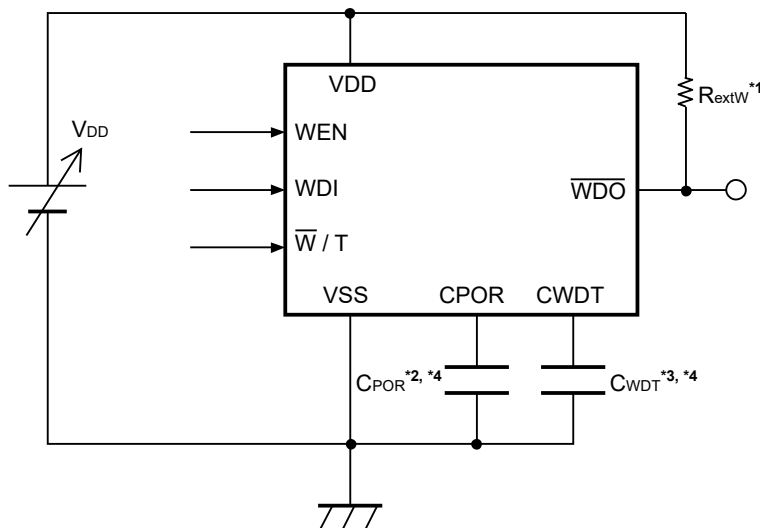 VDD
VDD
RextW*1
WEN
WDI
WDO
W / T
VSS
CPOR
CWDT
CPOR*2, *4
CWDT*3, *4